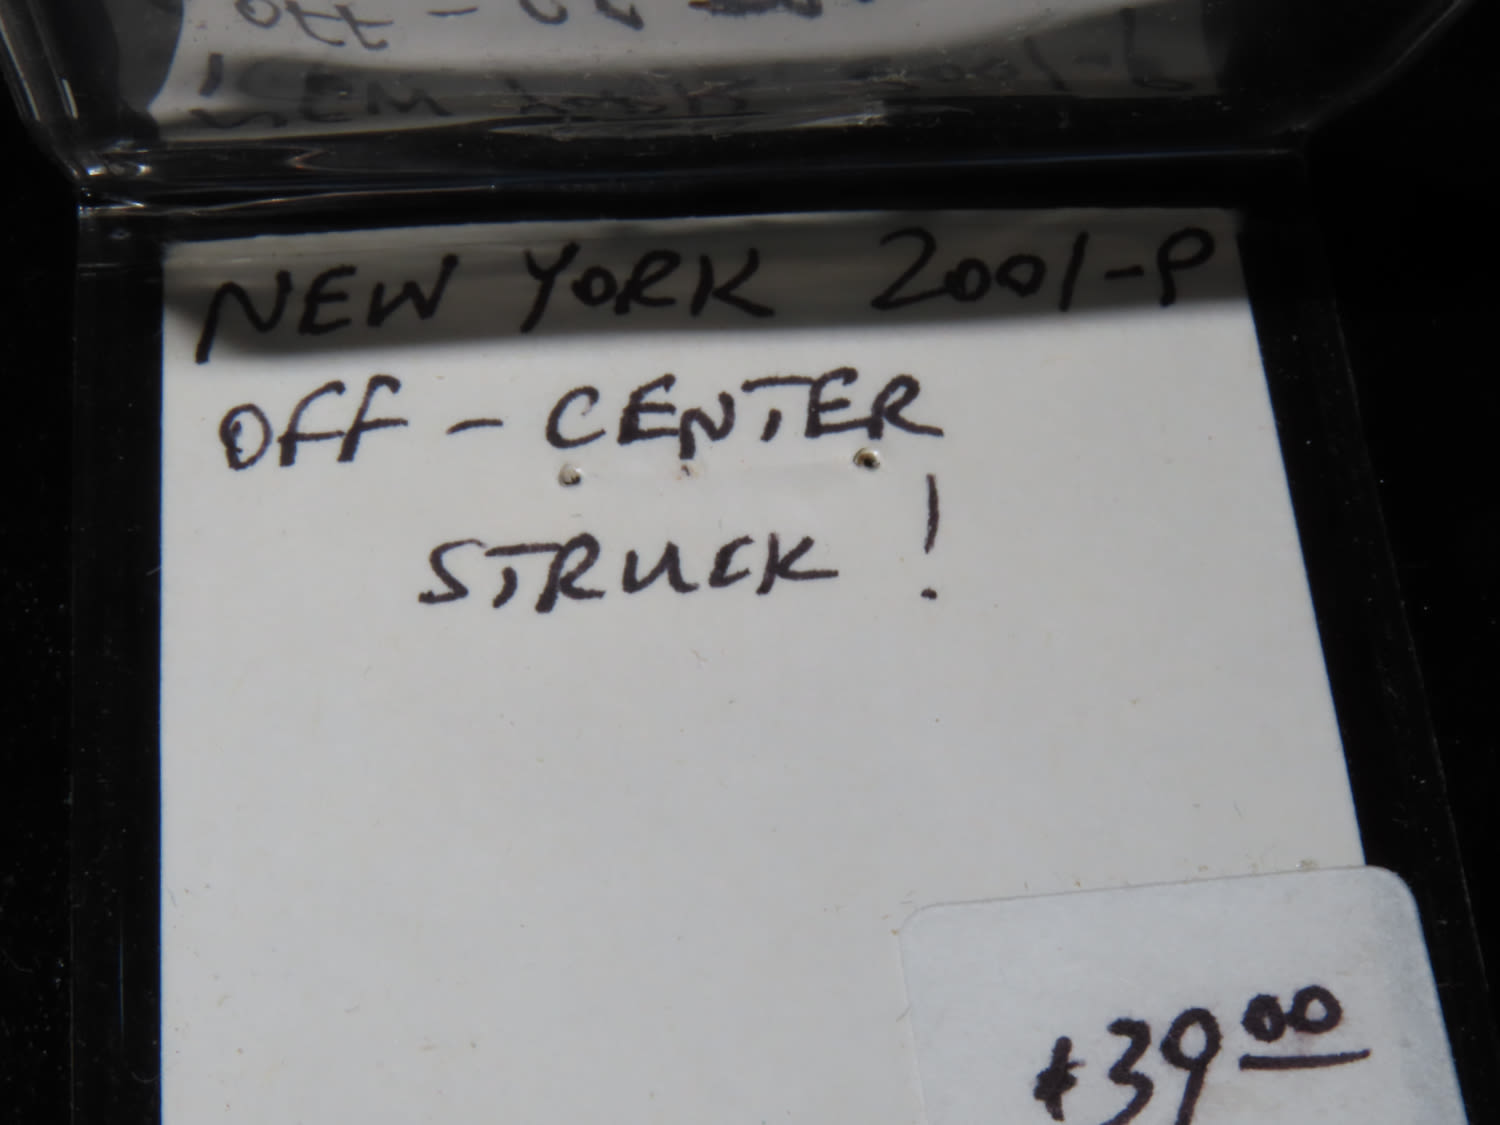 NEW YORK 2001-P
OFF - CENTER
STRUCK !
$39.00